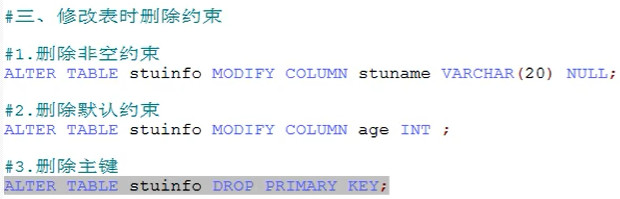 #三、修改表时删除约束
#1.删除非空约束
ALTER TABLE stuinfo MODIFY COLUMN stuname VARCHAR(20) NULL;
#2.删除默认约束
ALTER TABLE stuinfo MODIFY COLUMN age INT ;
#3.删除主键
ALTER TABLE stuinfo DROP PRIMARY KEY;